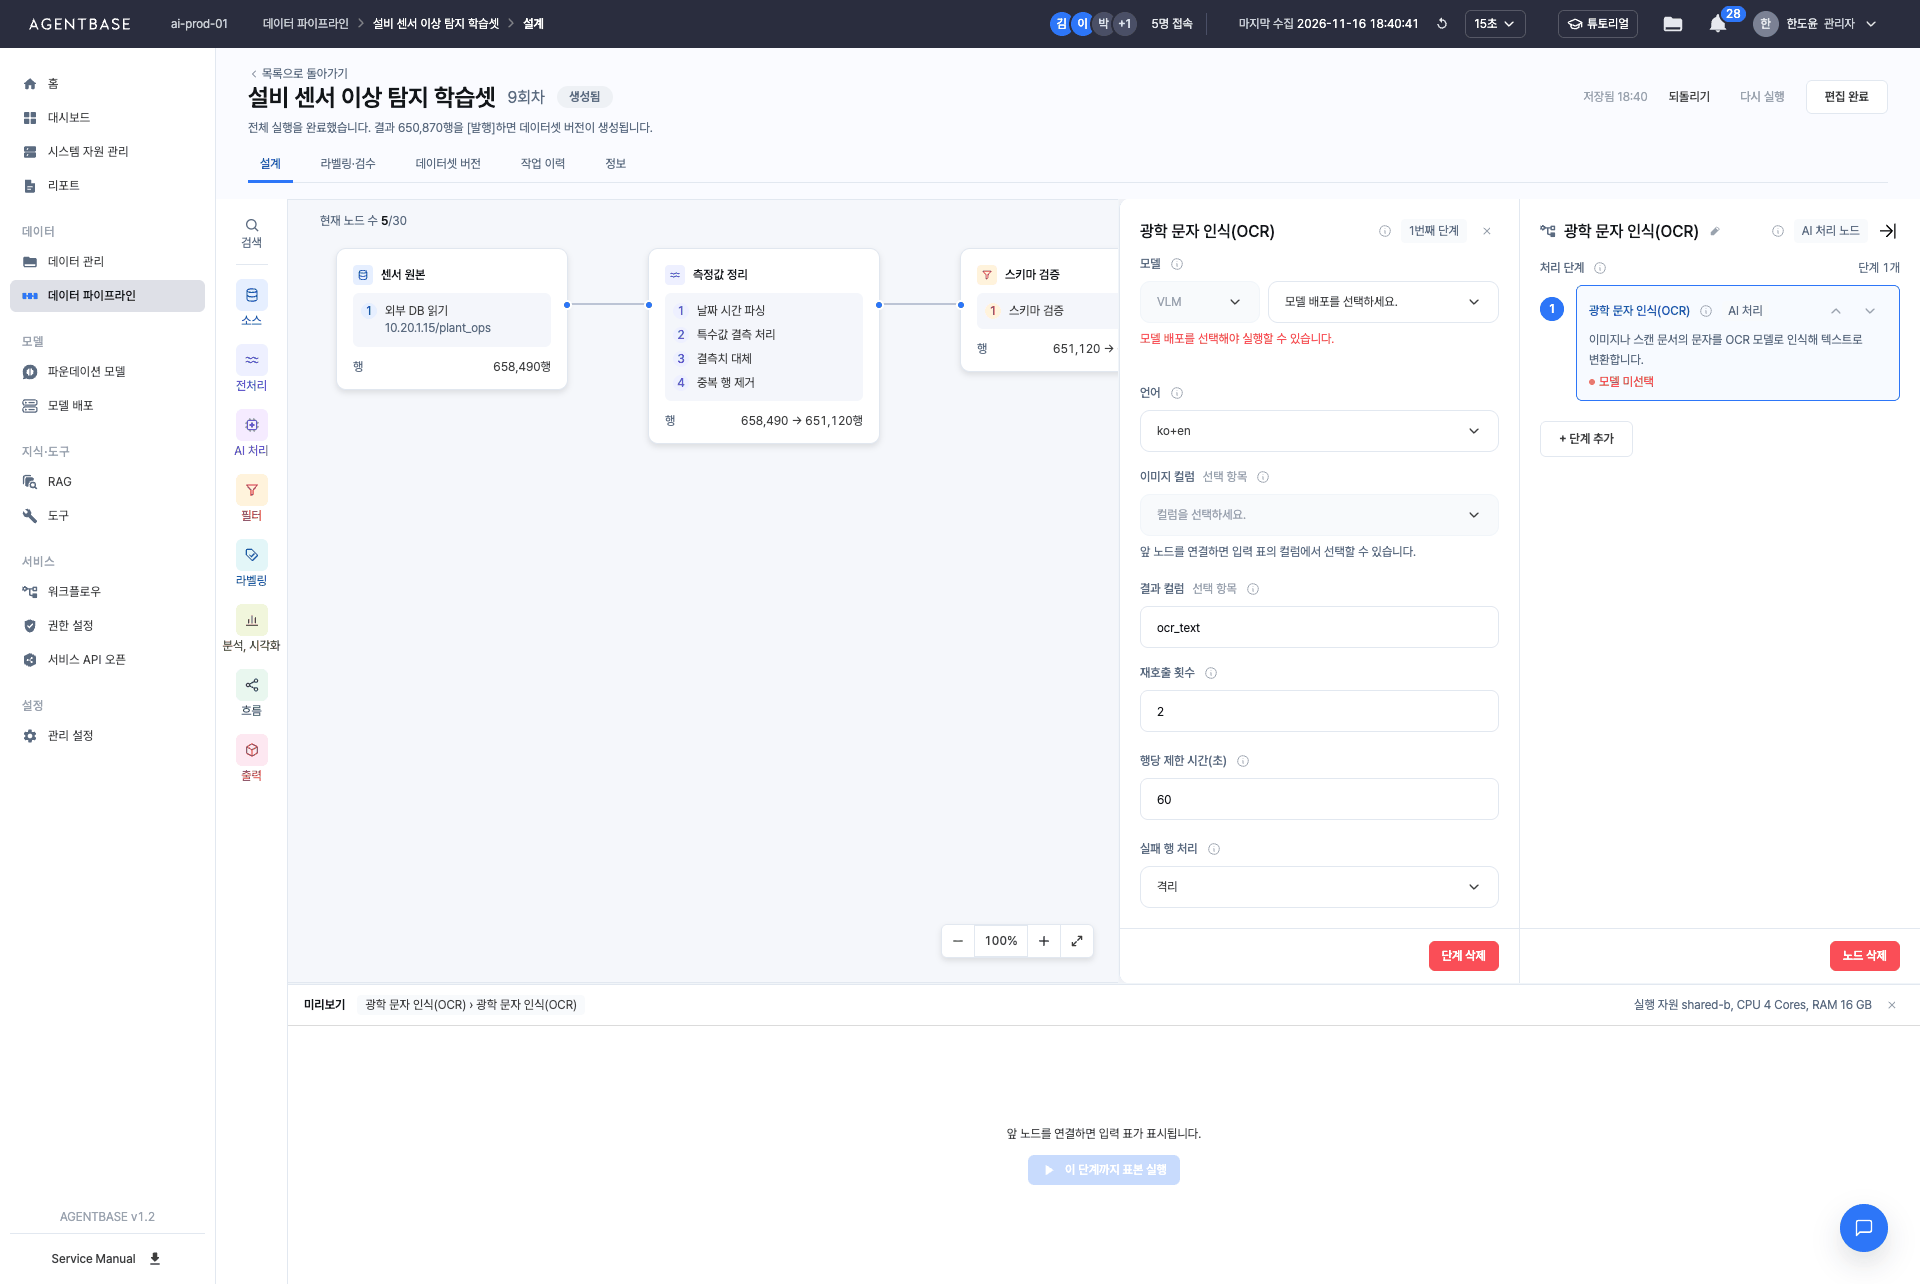 AGENTBASE
ai-prod-01
데이터 파이프라인
설비 센서 이상 탐지 학습셋
설계
김
이
박
+1
5명 접속
마지막 수집 2026-11-16 18:40:41
15초
튜토리얼
28
한
한도윤 관리자
홈
대시보드
시스템 자원 관리
리포트
데이터
데이터 관리
데이터 파이프라인
모델
파운데이션 모델
모델 배포
지식·도구
RAG
도구
서비스
워크플로우
권한 설정
서비스 API 오픈
설정
관리 설정
AGENTBASE v1.2
Service Manual
목록으로 돌아가기
설비 센서 이상 탐지 학습셋 9회차 생성됨
전체 실행을 완료했습니다. 결과 650,870행을 [발행]하면 데이터셋 버전이 생성됩니다.
저장됨 18:40
되돌리기
다시 실행
편집 완료
설계
라벨링·검수
데이터셋 버전
작업 이력
정보
검색
소스
전처리
AI 처리
필터
라벨링
분석, 시각화
흐름
출력
현재 노드 수 5/30
센서 원본
1 외부 DB 읽기
10.20.1.15/plant_ops
행 658,490행
측정값 정리
1 날짜 시간 파싱
2 특수값 결측 처리
3 결측치 대체
4 중복 행 제거
행 658,490 → 651,120행
스키마 검증
1 스키마 검증
행 651,120 →
100%
광학 문자 인식(OCR)
1번째 단계
모델
VLM
모델 배포를 선택하세요.
모델 배포를 선택해야 실행할 수 있습니다.
언어
ko+en
이미지 컬럼 선택 항목
컬럼을 선택하세요.
앞 노드를 연결하면 입력 표의 컬럼에서 선택할 수 있습니다.
결과 컬럼 선택 항목
ocr_text
재호출 횟수
2
행당 제한 시간(초)
60
실패 행 처리
격리
단계 삭제
광학 문자 인식(OCR)
AI 처리 노드
처리 단계
단계 1개
1
광학 문자 인식(OCR) AI 처리
이미지나 스캔 문서의 문자를 OCR 모델로 인식해 텍스트로
변환합니다.
모델 미선택
+ 단계 추가
노드 삭제
미리보기 광학 문자 인식(OCR) › 광학 문자 인식(OCR)
실행 자원 shared-b, CPU 4 Cores, RAM 16 GB
앞 노드를 연결하면 입력 표가 표시됩니다.
이 단계까지 표본 실행